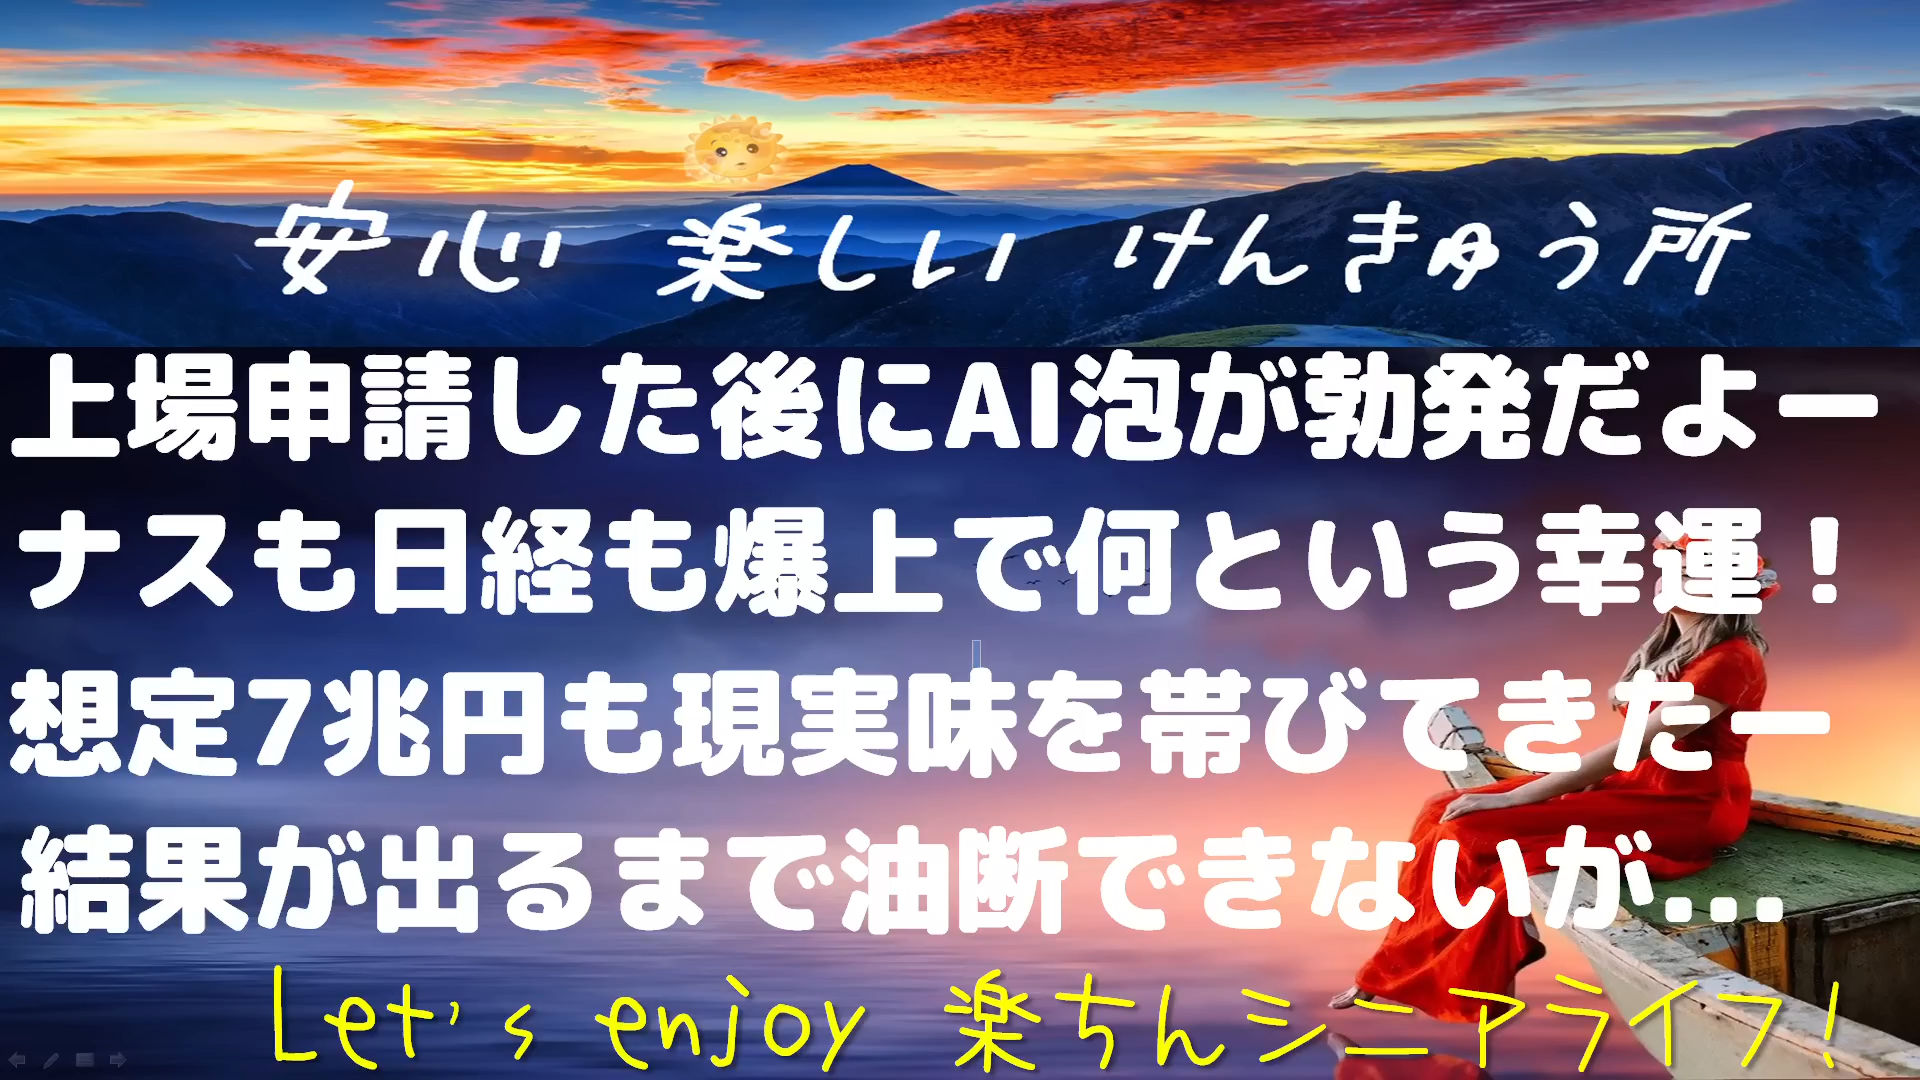 安心 楽しい けんきゅう所
上場申請した後にAI泡が勃発だよー
ナスも日経も爆上で何という幸運！
想定7兆円も現実味を帯びてきたー
結果が出るまで油断できないが...
Let's enjoy 楽ちんシニアライフ！